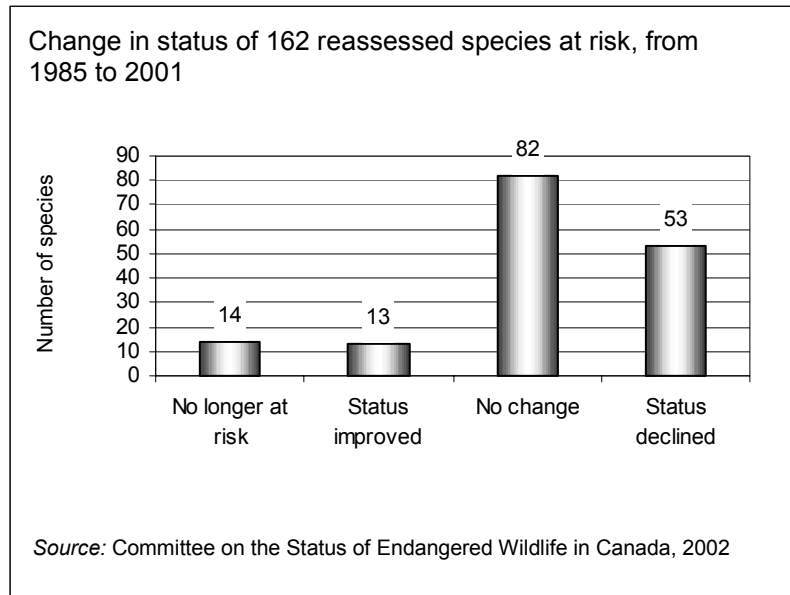 Change in status of 162 reassessed species at risk, from
1985 to 2001
Number of species
90
80
70
60
50
40
30
20
10
0
14
13
82
53
No longer at
risk
Status
improved
No change
Status
declined
Source: Committee on the Status of Endangered Wildlife in Canada, 2002